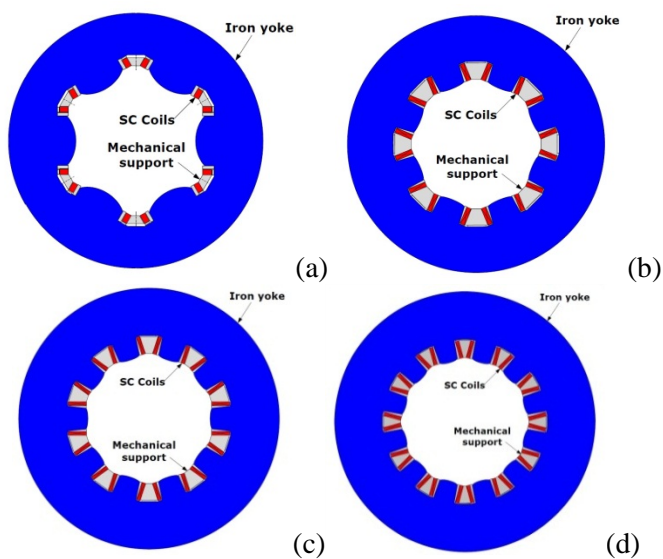 Iron yoke
SC Coils
Mechanical
support
(a)
Iron yoke
SC Coils
Mechanical
support
(b)
Iron yoke
SC Coils
Mechanical
support
(c)
Iron yoke
SC Coils
Mechanical
support
(d)